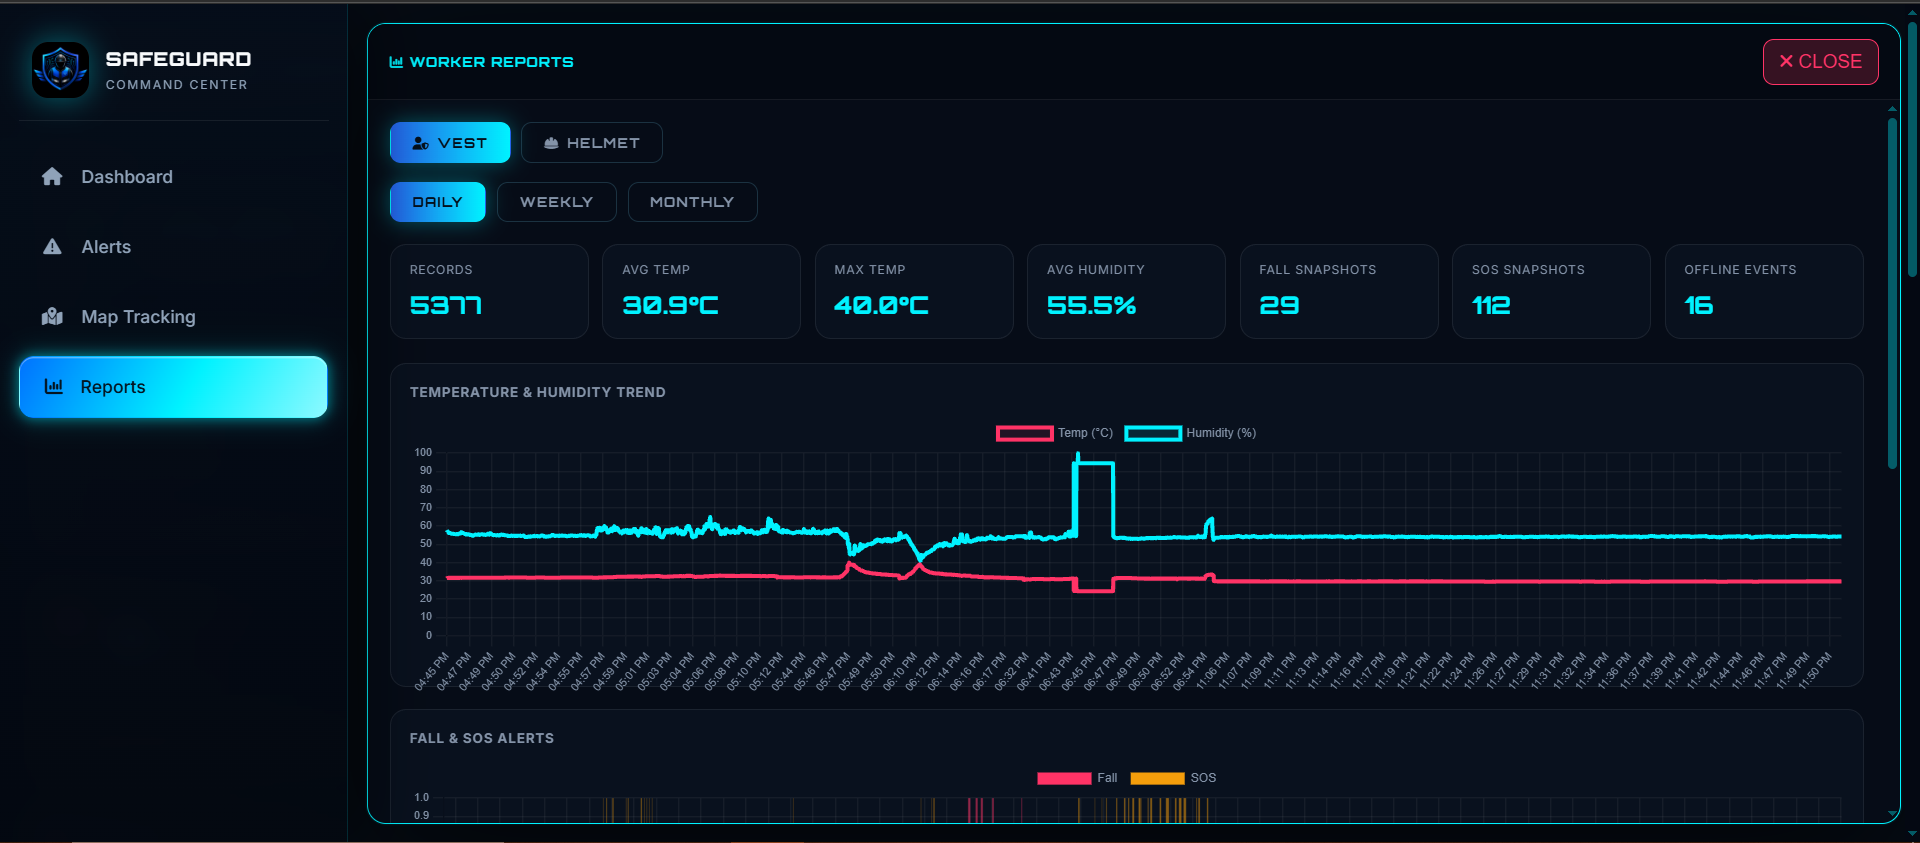 SAFEGUARD
COMMAND CENTER
Dashboard
Alerts
Map Tracking
Reports
WORKER REPORTS
CLOSE
VEST HELMET
DAILY WEEKLY MONTHLY
RECORDS AVG TEMP MAX TEMP AVG HUMIDITY FALL SNAPSHOTS SOS SNAPSHOTS OFFLINE EVENTS
5377 30.9°C 40.0°C 55.5% 29 112 16
TEMPERATURE & HUMIDITY TREND
Temp (°C) Humidity (%)
100
90
80
70
60
50
40
30
20
10
0
04:45 PM 04:47 PM 04:49 PM 04:50 PM 04:52 PM 04:54 PM 04:55 PM 04:57 PM 04:59 PM 05:01 PM 05:03 PM 05:04 PM 05:06 PM 05:08 PM 05:10 PM 05:12 PM 05:44 PM 05:46 PM 05:47 PM 05:49 PM 05:50 PM 06:10 PM 06:12 PM 06:14 PM 06:16 PM 06:17 PM 06:32 PM 06:41 PM 06:43 PM 06:45 PM 06:47 PM 06:49 PM 06:50 PM 06:52 PM 06:54 PM 11:06 PM 11:07 PM 11:09 PM 11:11 PM 11:13 PM 11:14 PM 11:16 PM 11:17 PM 11:19 PM 11:21 PM 11:22 PM 11:24 PM 11:26 PM 11:27 PM 11:29 PM 11:31 PM 11:32 PM 11:34 PM 11:36 PM 11:37 PM 11:39 PM 11:41 PM 11:42 PM 11:44 PM 11:46 PM 11:47 PM 11:49 PM 11:50 PM
FALL & SOS ALERTS
Fall SOS
1.0
0.9